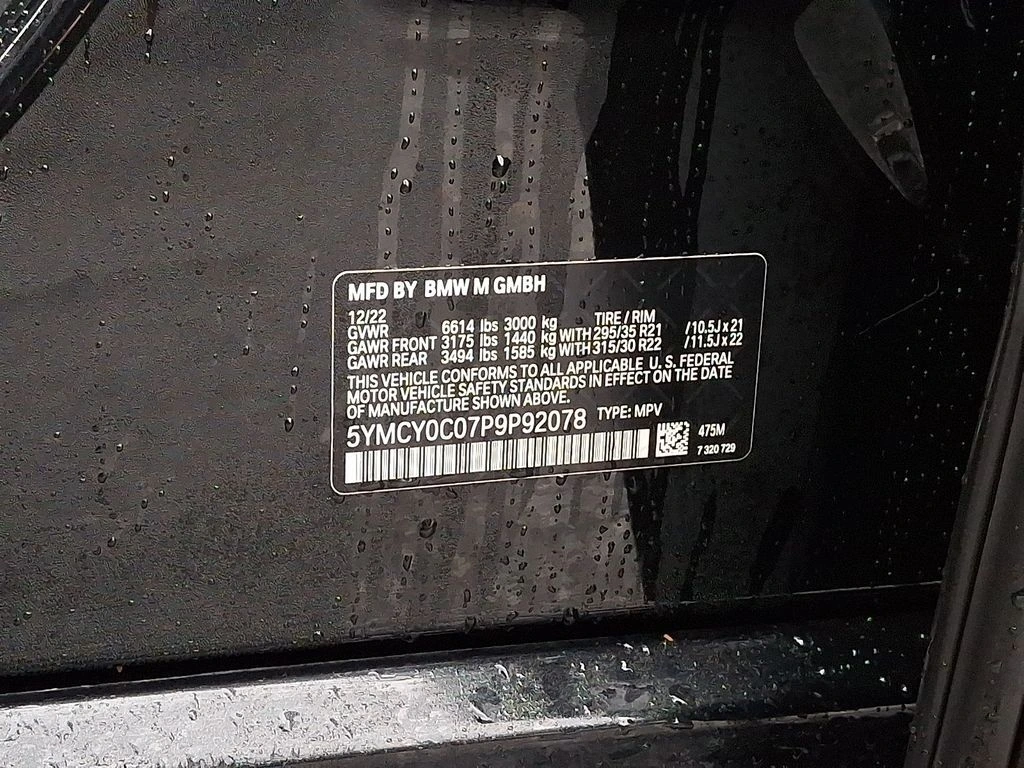 MFD BY BMW M GMBH
12/22 TIRE / RIM
GVWR 6614 lbs 3000 kg
GAWR FRONT 3175 lbs 1440 kg WITH 295/35 R21 /10.5J x 21
GAWR REAR 3494 lbs 1585 kg WITH 315/30 R22 /11.5J x 22
THIS VEHICLE CONFORMS TO ALL APPLICABLE U. S. FEDERAL
MOTOR VEHICLE SAFETY STANDARDS IN EFFECT ON THE DATE
OF MANUFACTURE SHOWN ABOVE.
5YMCY0C07P9P92078 TYPE: MPV
475M
7 320 729